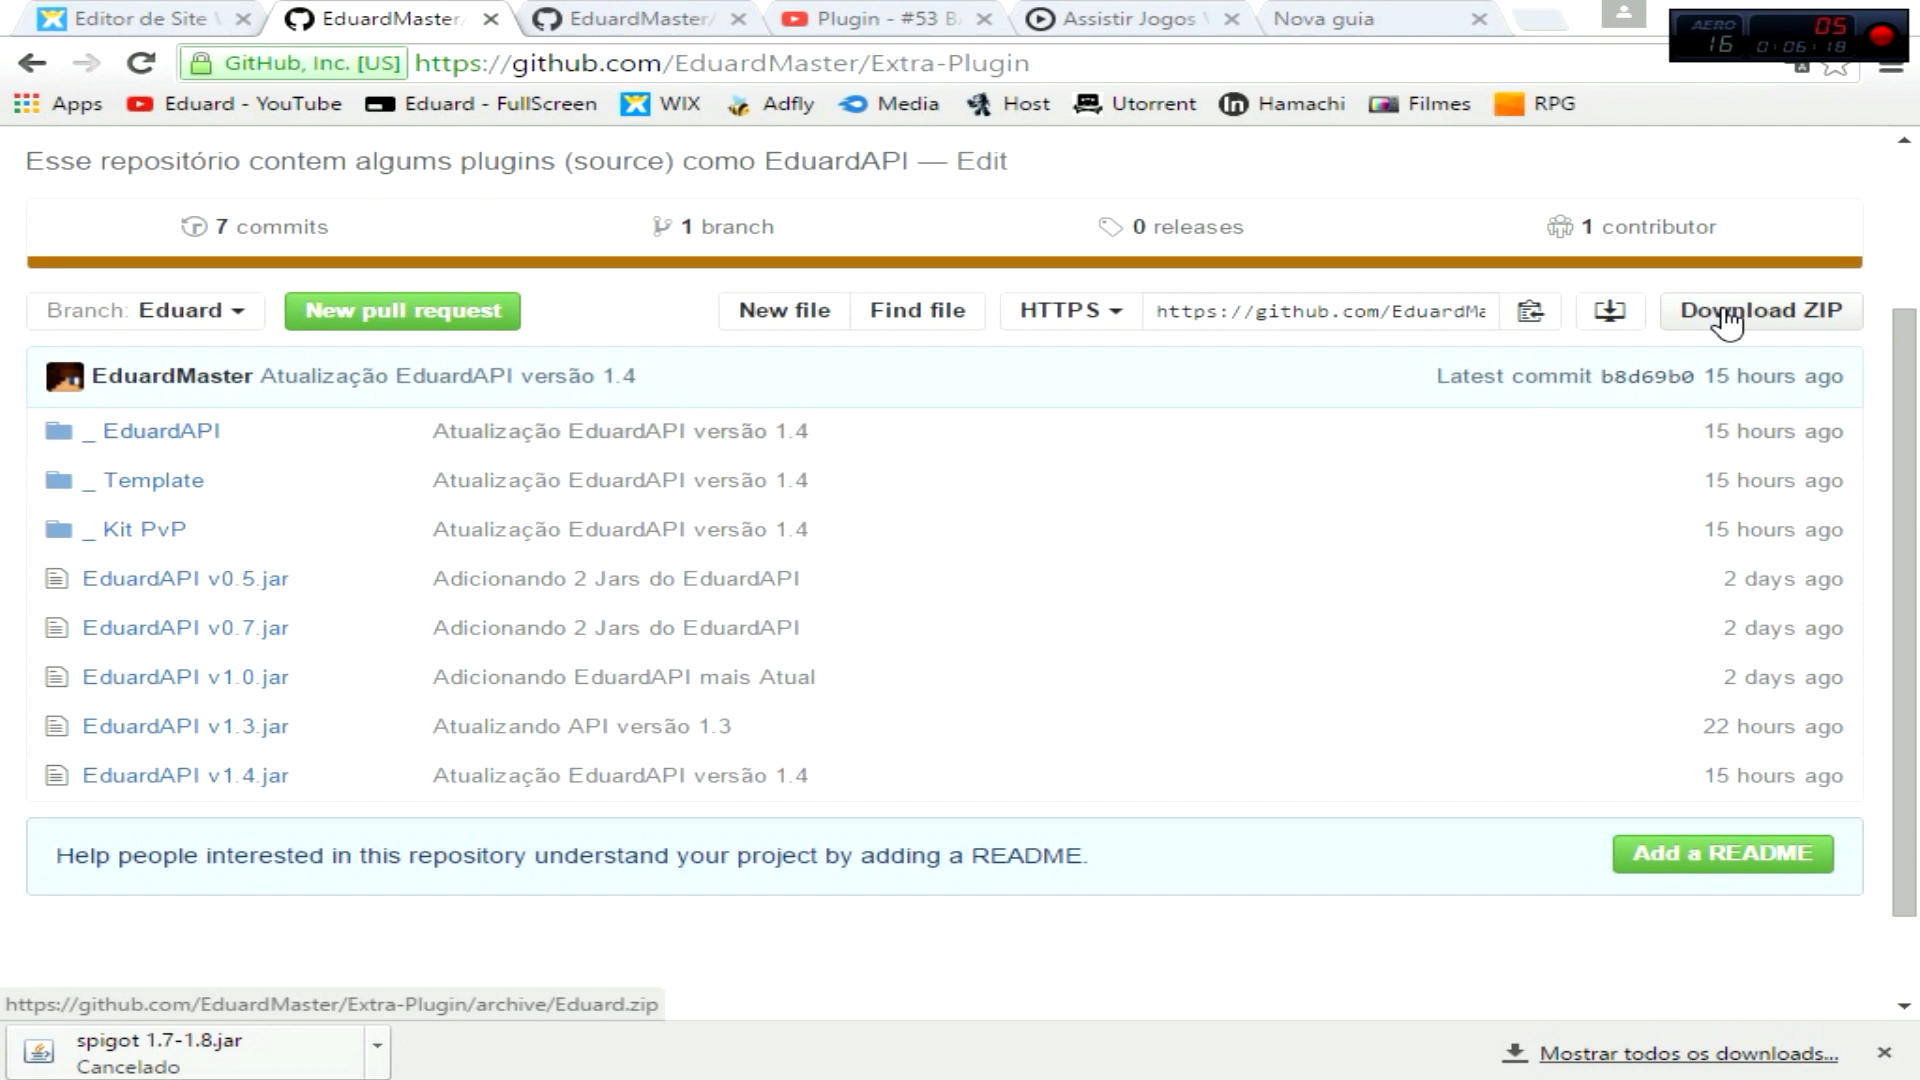 Editor de Site
EduardMaster/
EduardMaster/
Plugin - #53 B
Assistir Jogos
Nova guia
AERO
16
05
0:06:18
GitHub, Inc. [US]
https://github.com/EduardMaster/Extra-Plugin
Apps
Eduard - YouTube
Eduard - FullScreen
WIX
Adfly
Media
Host
Utorrent
Hamachi
Filmes
RPG
Esse repositório contem algums plugins (source) como EduardAPI — Edit
7 commits
1 branch
0 releases
1 contributor
Branch: Eduard
New pull request
New file
Find file
HTTPS
https://github.com/EduardMa
Download ZIP
EduardMaster Atualização EduardAPI versão 1.4
Latest commit b8d69b0 15 hours ago
_ EduardAPI Atualização EduardAPI versão 1.4 15 hours ago
_ Template Atualização EduardAPI versão 1.4 15 hours ago
_ Kit PvP Atualização EduardAPI versão 1.4 15 hours ago
EduardAPI v0.5.jar Adicionando 2 Jars do EduardAPI 2 days ago
EduardAPI v0.7.jar Adicionando 2 Jars do EduardAPI 2 days ago
EduardAPI v1.0.jar Adicionando EduardAPI mais Atual 2 days ago
EduardAPI v1.3.jar Atualizando API versão 1.3 22 hours ago
EduardAPI v1.4.jar Atualização EduardAPI versão 1.4 15 hours ago
Help people interested in this repository understand your project by adding a README.
Add a README
https://github.com/EduardMaster/Extra-Plugin/archive/Eduard.zip
spigot 1.7-1.8.jar
Cancelado
Mostrar todos os downloads...